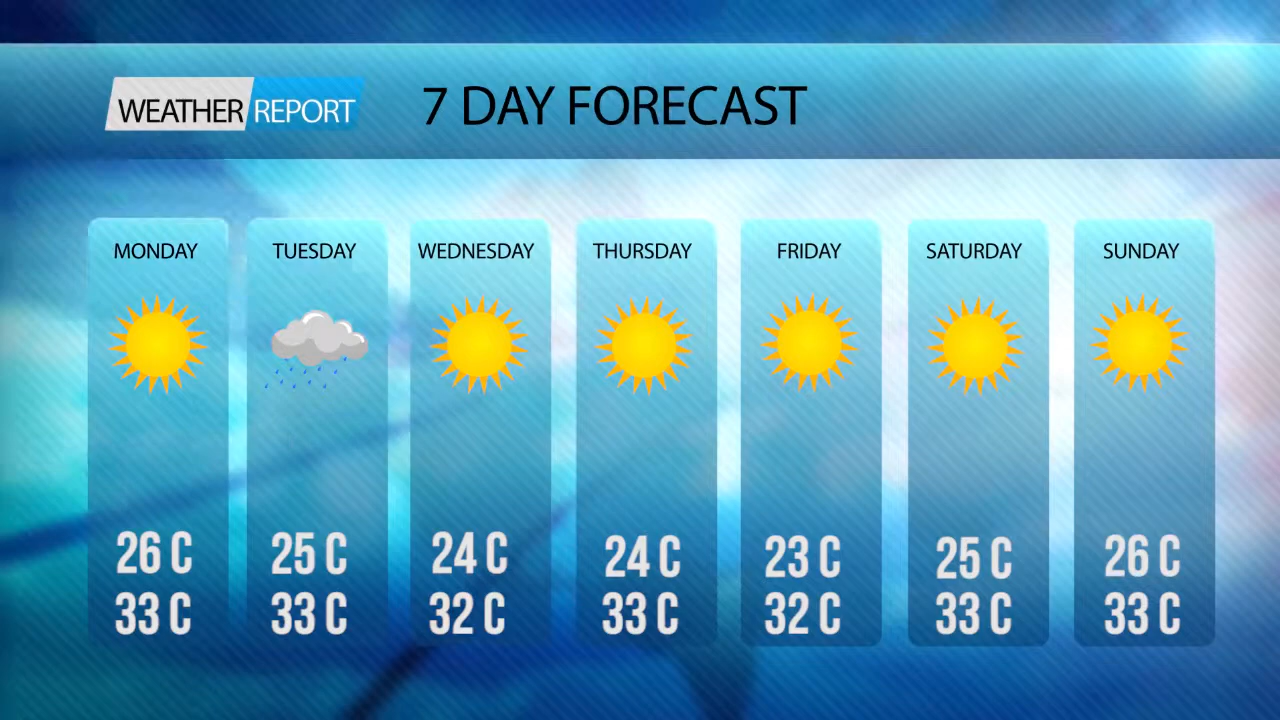 WEATHER REPORT
7 DAY FORECAST
MONDAY
26 C
33 C
TUESDAY
25 C
33 C
WEDNESDAY
24 C
32 C
THURSDAY
24 C
33 C
FRIDAY
23 C
32 C
SATURDAY
25 C
33 C
SUNDAY
26 C
33 C